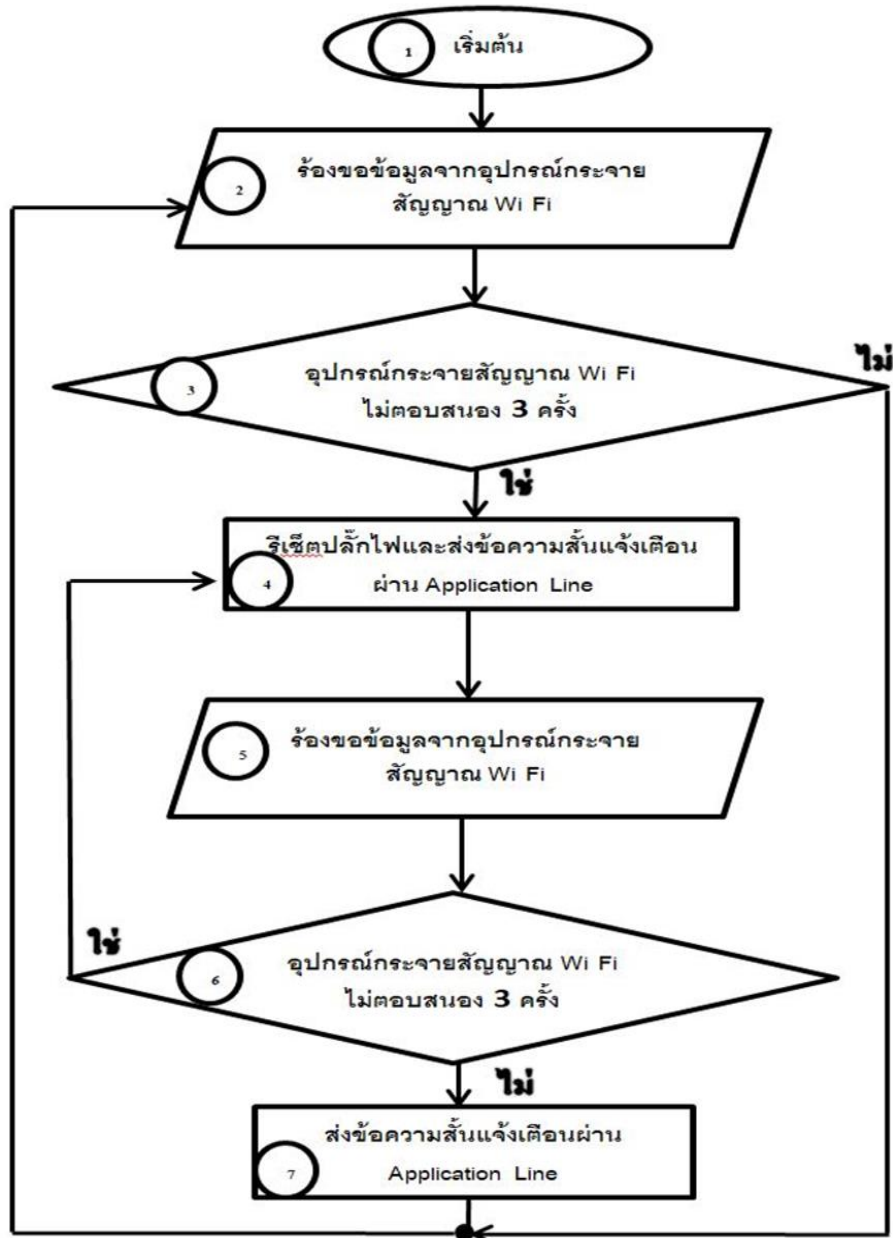 1 เริ่มต้น
ร้องขอข้อมูลจากอุปกรณ์กระจาย
2
สัญญาณ Wi Fi
ไม่
อุปกรณ์กระจายสัญญาณ Wi Fi
3
ไม่ตอบสนอง 3 ครั้ง
ใช่
รีเซ็ตปลั๊กไฟและส่งข้อความสั้นแจ้งเตือน
4
ผ่าน Application Line
ร้องขอข้อมูลจากอุปกรณ์กระจาย
5
สัญญาณ Wi Fi
ใช่
อุปกรณ์กระจายสัญญาณ Wi Fi
6
ไม่ตอบสนอง 3 ครั้ง
ไม่
ส่งข้อความสั้นแจ้งเตือนผ่าน
7
Application Line